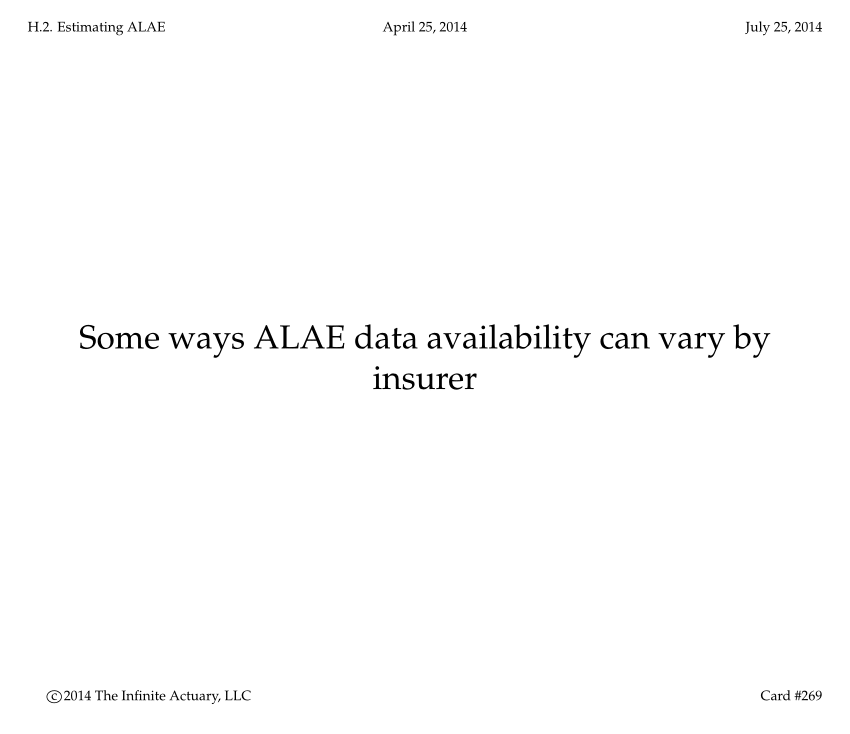 H.2. Estimating ALAE April 25, 2014 July 25, 2014
Some ways ALAE data availability can vary by
insurer
©2014 The Infinite Actuary, LLC Card #269